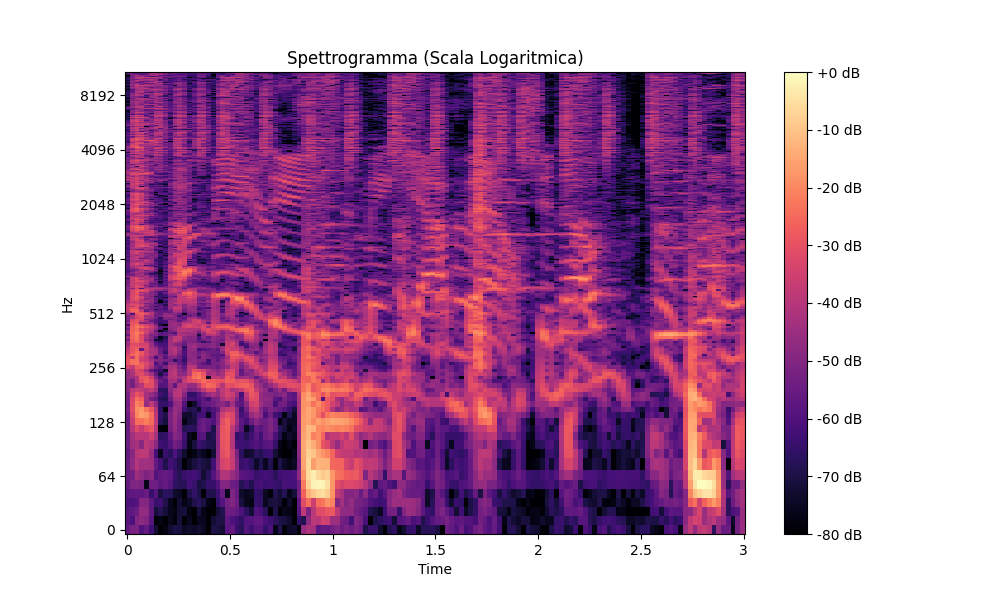 Spettrogramma (Scala Logaritmica)
8192
4096
2048
1024
512
256
128
64
0
Hz
0
0.5
1
1.5
2
2.5
3
Time
+0 dB
-10 dB
-20 dB
-30 dB
-40 dB
-50 dB
-60 dB
-70 dB
-80 dB